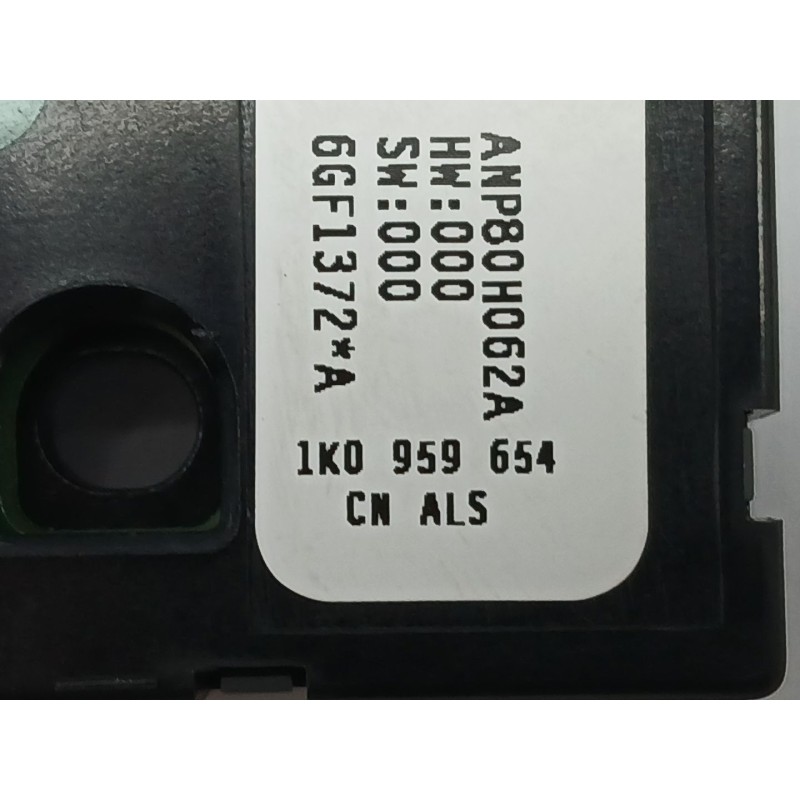 ANP80H062A
HW:000
SW:000
6GF1372*A
1K0 959 654
CN ALS